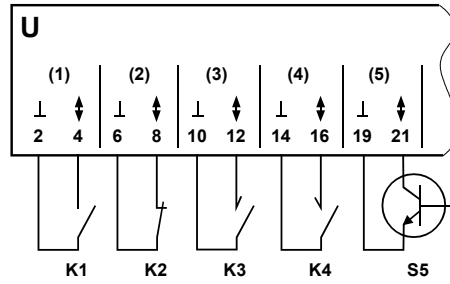 U
(1) (2) (3) (4) (5)
⊥ ⊥ ⊥ ⊥ ⊥
2 4 6 8 10 12 14 16 19 21
K1 K2 K3 K4 S5